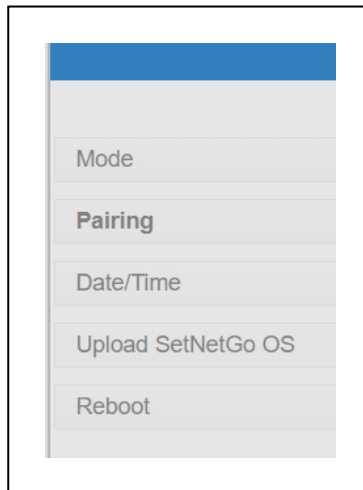 Mode
Pairing
Date/Time
Upload SetNetGo OS
Reboot